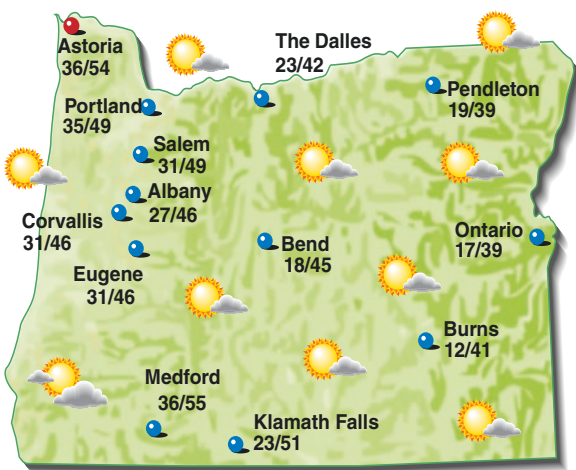 Astoria
36/54
The Dalles
23/42
Pendleton
19/39
Portland
35/49
Salem
31/49
Albany
27/46
Corvallis
31/46
Eugene
31/46
Bend
18/45
Ontario
17/39
Burns
12/41
Medford
36/55
Klamath Falls
23/51